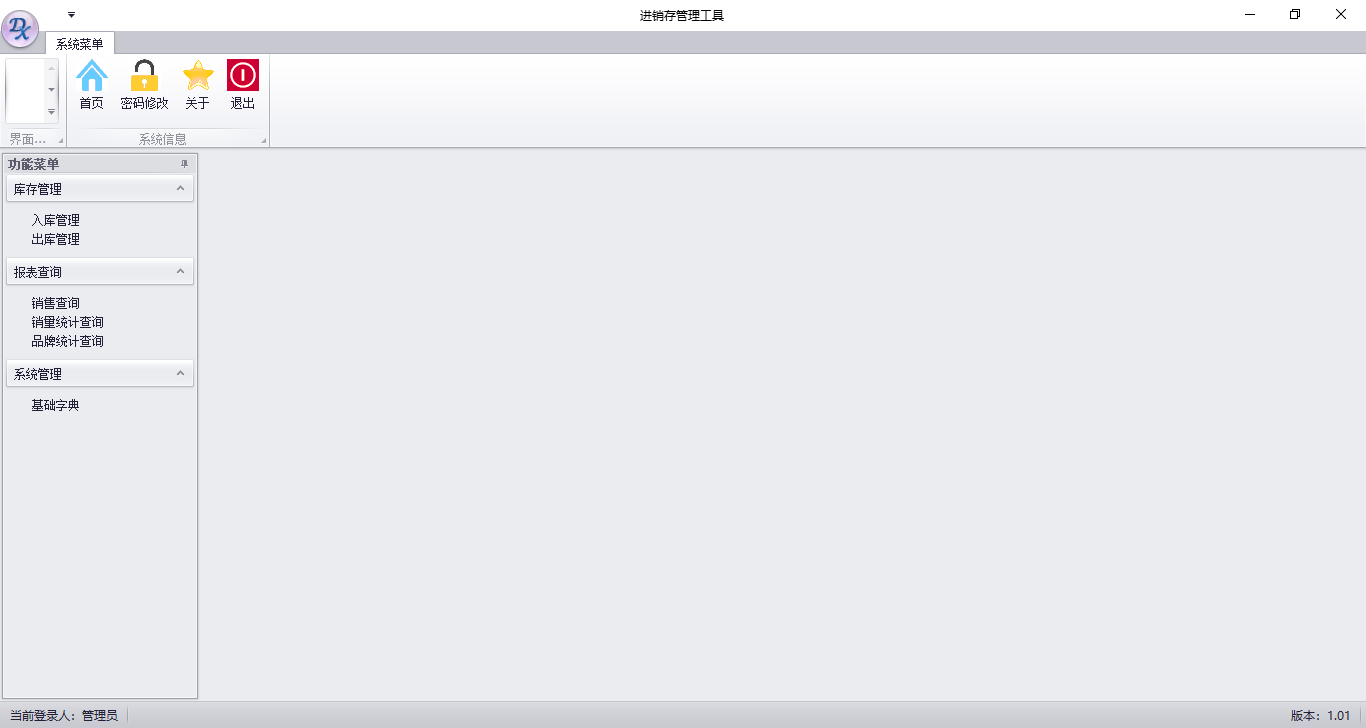 进销存管理工具
系统菜单
首页 密码修改 关于 退出
界面... 系统信息
功能菜单
库存管理
入库管理
出库管理
报表查询
销售查询
销量统计查询
品牌统计查询
系统管理
基础字典
当前登录人：管理员 版本：1.01